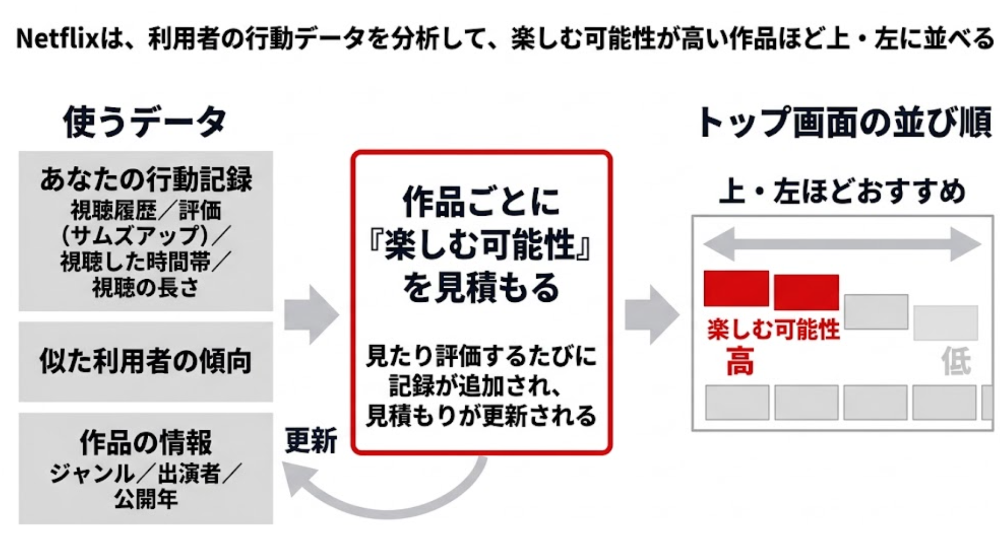 Netflixは、利用者の行動データを分析して、楽しむ可能性が高い作品ほど上・左に並べる
使うデータ
あなたの行動記録
視聴履歴／評価
（サムズアップ）／
視聴した時間帯／
視聴の長さ
似た利用者の傾向
作品の情報
ジャンル／出演者／
公開年
更新
作品ごとに
『楽しむ可能性』
を見積もる
見たり評価するたびに
記録が追加され、
見積もりが更新される
トップ画面の並び順
上・左ほどおすすめ
楽しむ可能性
高
低